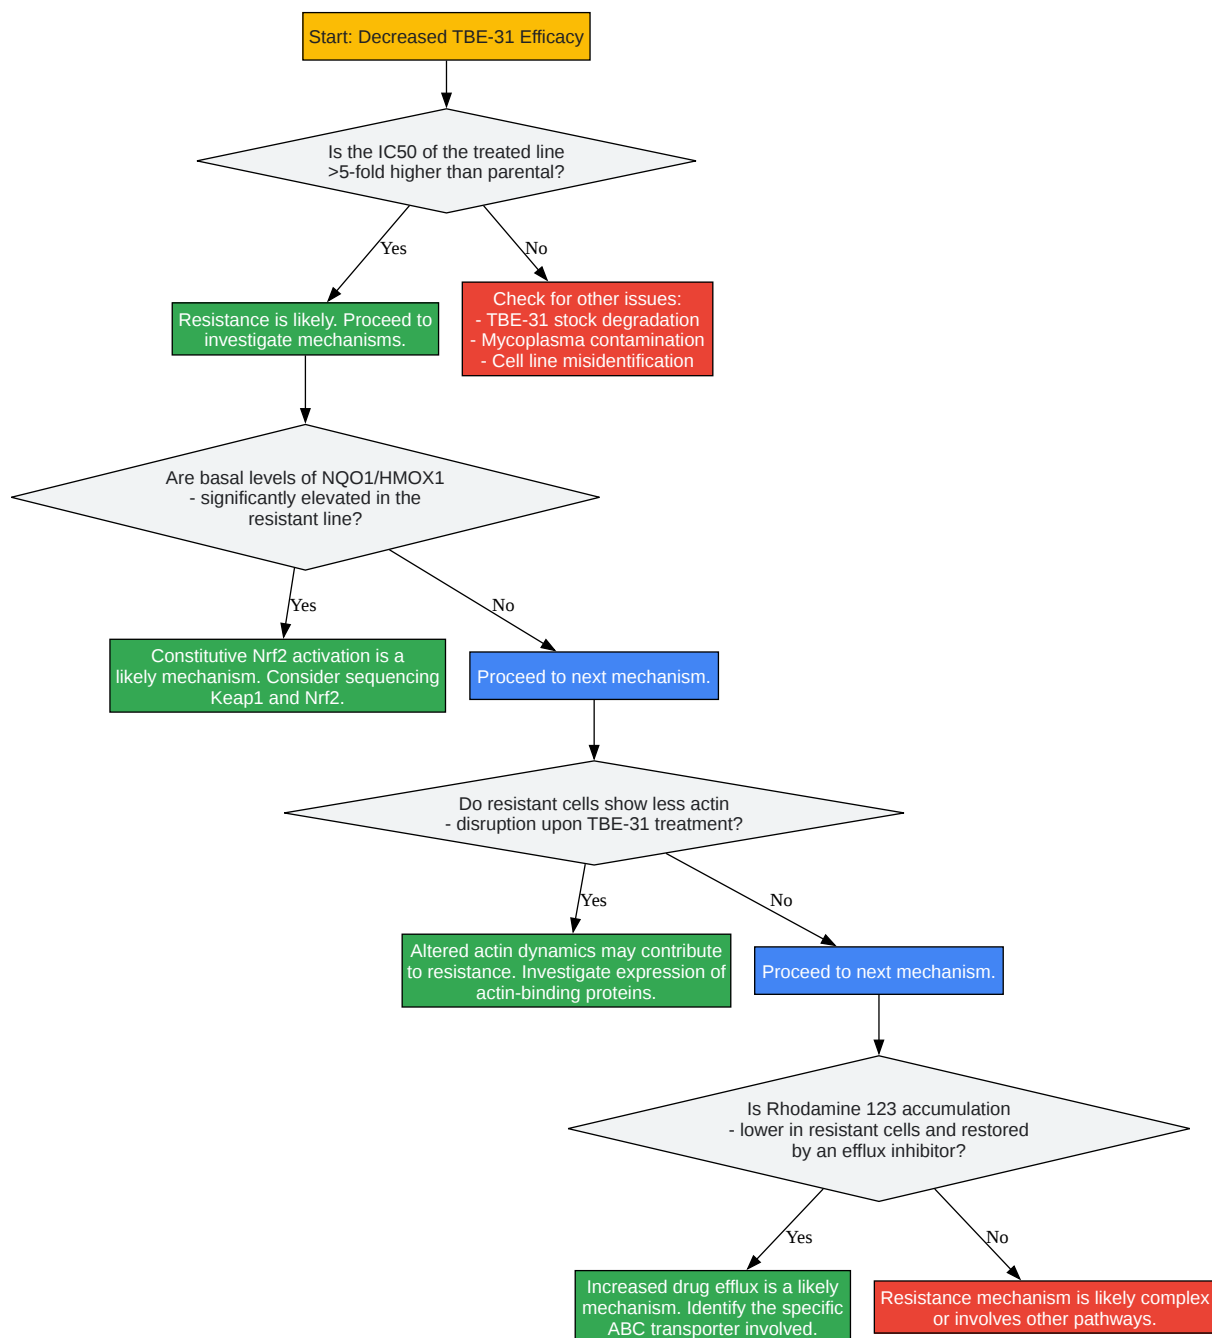 Start: Decreased TBE-31 Efficacy
Is the IC50 of the treated line
>5-fold higher than parental?
Yes
No
Check for other issues:
- TBE-31 stock degradation
- Mycoplasma contamination
- Cell line misidentification
Resistance is likely. Proceed to
investigate mechanisms.
Are basal levels of NQO1/HMOX1
- significantly elevated in the
resistant line?
Yes
No
Constitutive Nrf2 activation is a
likely mechanism. Consider sequencing
Keap1 and Nrf2.
Proceed to next mechanism.
Do resistant cells show less actin
- disruption upon TBE-31 treatment?
Yes
No
Altered actin dynamics may contribute
to resistance. Investigate expression of
actin-binding proteins.
Proceed to next mechanism.
Is Rhodamine 123 accumulation
- lower in resistant cells and restored
by an efflux inhibitor?
Yes
No
Increased drug efflux is a likely
mechanism. Identify the specific
ABC transporter involved.
Resistance mechanism is likely complex
or involves other pathways.